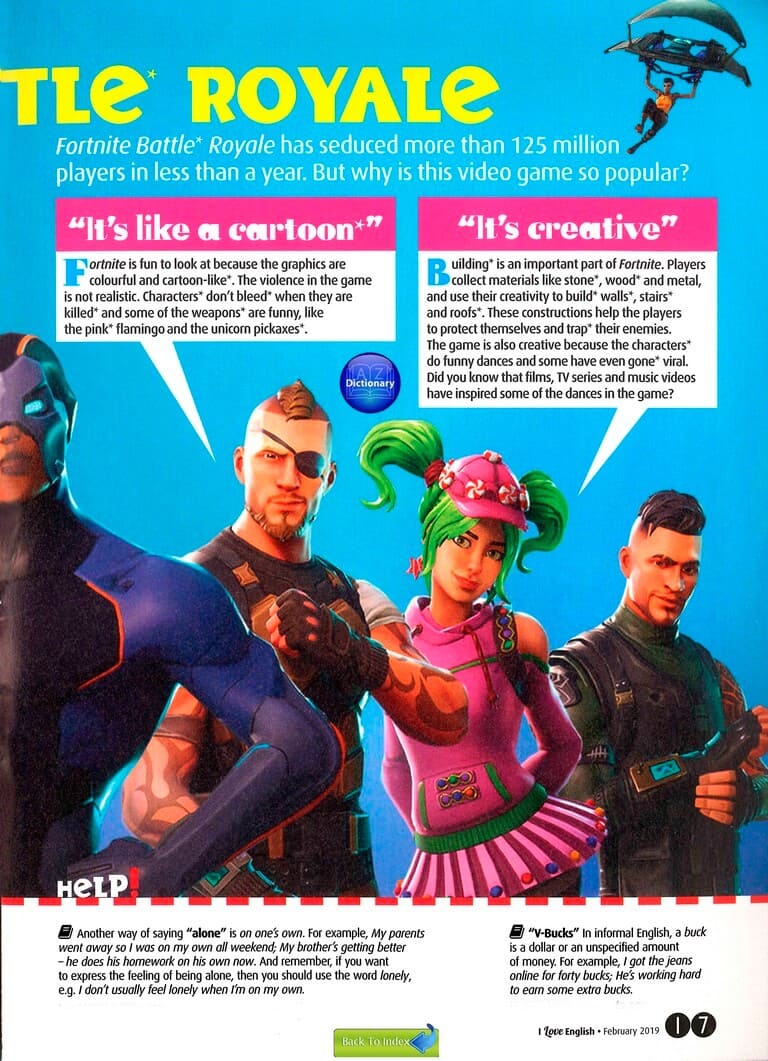 TLE* ROYALE
Fortnite Battle* Royale has seduced more than 125 million
players in less than a year. But why is this video game so popular?
“It’s like a cartoon*”
Fortnite is fun to look at because the graphics are
colourful and cartoon-like*. The violence in the game
is not realistic. Characters* don’t bleed* when they are
killed* and some of the weapons* are funny, like
the pink* flamingo and the unicorn pickaxes*.
“It’s creative”
Building* is an important part of Fortnite. Players
collect materials like stone*, wood* and metal,
and use their creativity to build* walls*, stairs*
and roofs*. These constructions help the players
to protect themselves and trap* their enemies.
The game is also creative because the characters*
do funny dances and some have even gone* viral.
Did you know that films, TV series and music videos
have inspired some of the dances in the game?
A Z
Dictionary
HELP!
Another way of saying “alone” is on one’s own. For example, My parents
went away so I was on my own all weekend; My brother’s getting better
– he does his homework on his own now. And remember, if you want
to express the feeling of being alone, then you should use the word lonely,
e.g. I don’t usually feel lonely when I’m on my own.
“V-Bucks” In informal English, a buck
is a dollar or an unspecified amount
of money. For example, I got the jeans
online for forty bucks; He’s working hard
to earn some extra bucks.
Back To Index
I Love English • February 2019 17